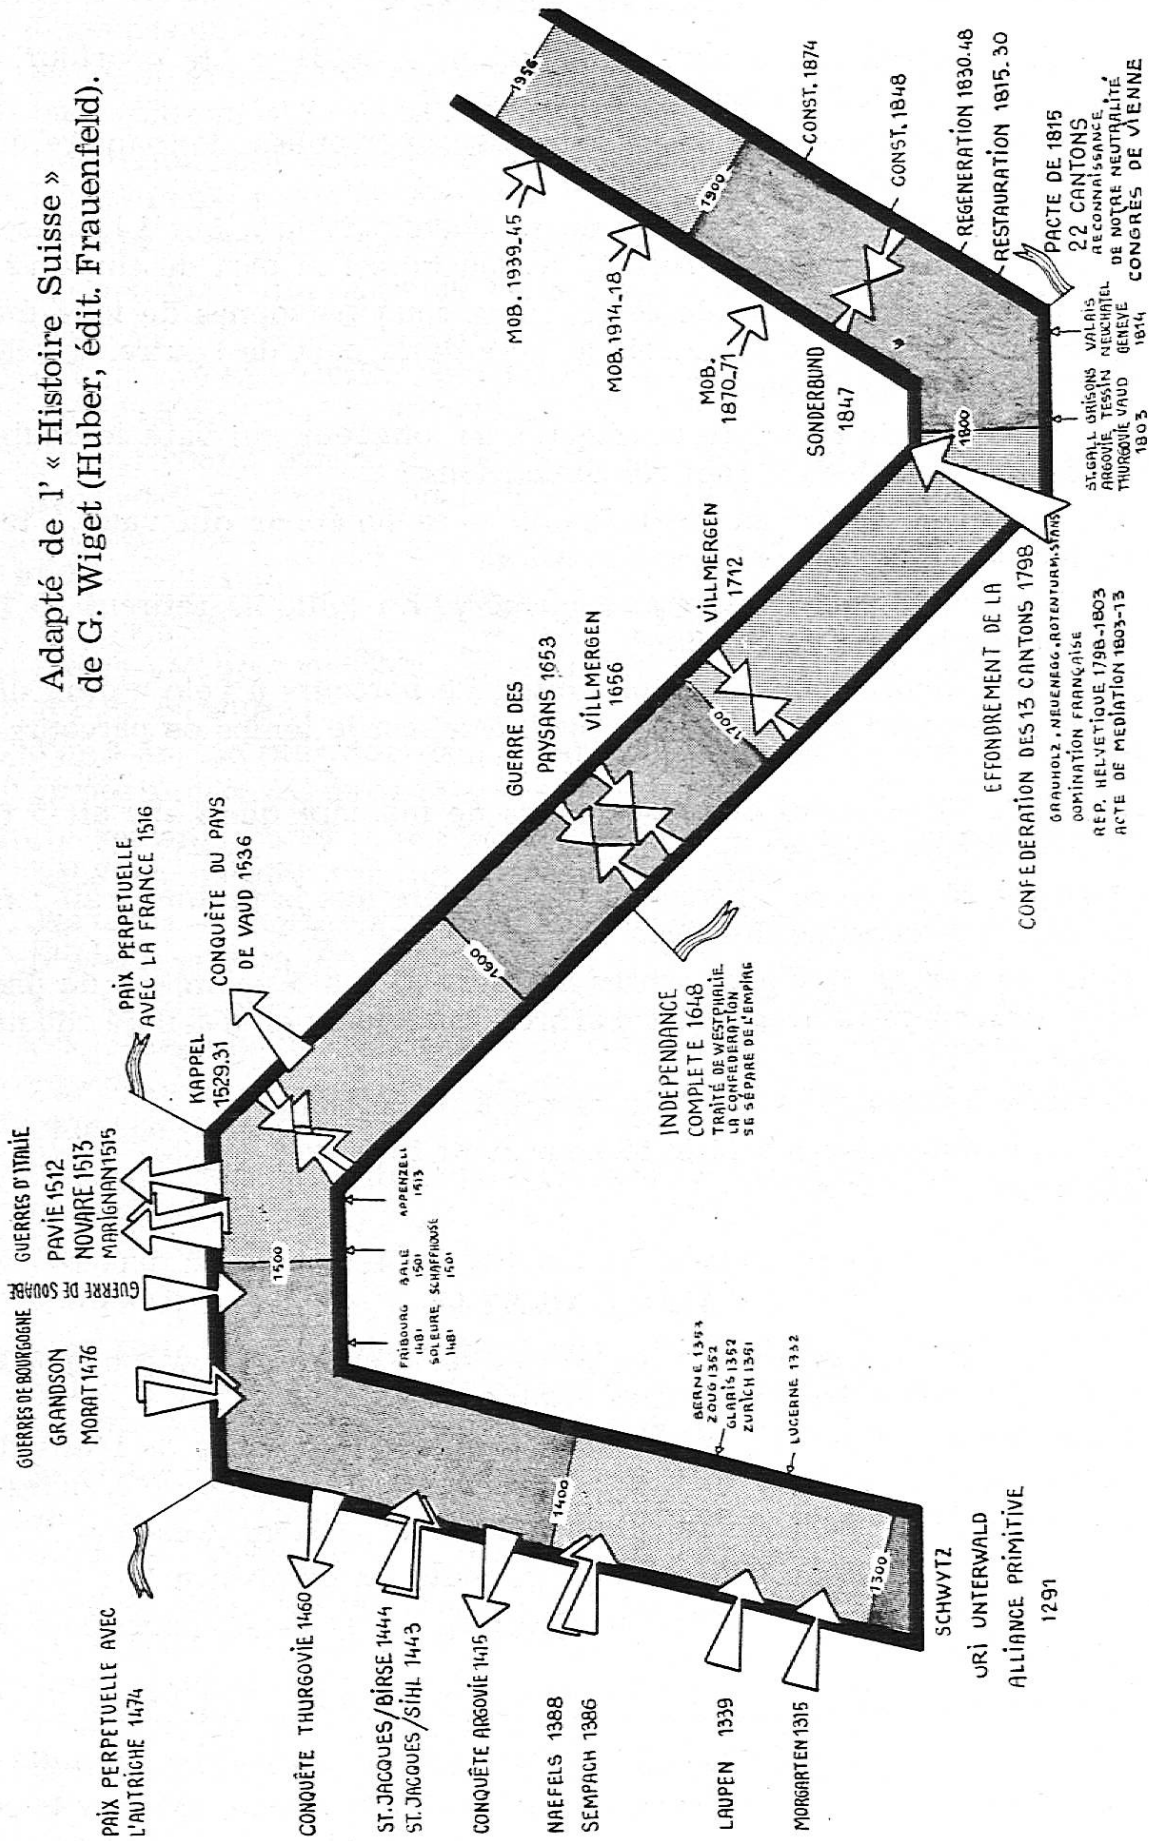 Adapté de l' « Histoire Suisse »
de G. Wiget (Huber, édit. Frauenfeld).
SCHWYTZ
URI UNTERWALD
ALLIANCE PRIMITIVE
1291
1300
MORGARTEN 1315
LAUPEN 1339
LUCERNE 1332
BERNE 1353
ZOUG 1352
GLARIS 1352
ZURICH 1351
NAEFELS 1388
SEMPACH 1386
1400
CONQUÊTE ARGOVIE 1415
ST. JACQUES/BIRSE 1444
ST. JACQUES/SIHL 1443
CONQUÊTE THURGOVIE 1460
PAIX PERPETUELLE AVEC
L'AUTRICHE 1474
GUERRES DE BOURGOGNE
GRANDSON
MORAT 1476
GUERRE DE SOUABE
FRIBOURG
1481
SOLEURE
1481
BALE
1501
SCHAFFHOUSE
1501
1500
APPENZELL
1513
GUERRES D'ITALIE
PAVIE 1512
NOVARE 1513
MARIGNAN 1515
PAIX PERPETUELLE
AVEC LA FRANCE 1516
KAPPEL
1529.31
CONQUÊTE DU PAYS
DE VAUD 1536
1600
INDEPENDANCE
COMPLETE 1648
TRAITÉ DE WESTPHALIE.
LA CONFEDERATION
SE SÉPARE DE L'EMPIRE
GUERRE DES
PAYSANS 1653
VILLMERGEN
1656
1700
VILLMERGEN
1712
EFFONDREMENT DE LA
CONFEDERATION DES 13 CANTONS 1798
GRAUHOLZ, NEUENEGG, ROTENTURM, STANS
DOMINATION FRANÇAISE
REP. HELVETIQUE 1798-1803
ACTE DE MEDIATION 1803-13
1800
ST. GALL GRISONS
ARGOVIE TESSIN
THURGOVIE VAUD
1803
VALAIS
NEUCHATEL
GENEVE
1814
PACTE DE 1815
22 CANTONS
RECONNAISSANCE
DE NOTRE NEUTRALITÉ
CONGRES DE VIENNE
RESTAURATION 1815.30
REGENERATION 1830.48
SONDERBUND
1847
CONST. 1848
MOB.
1870-71
CONST. 1874
1900
MOB. 1914-18
MOB. 1939-45
1956